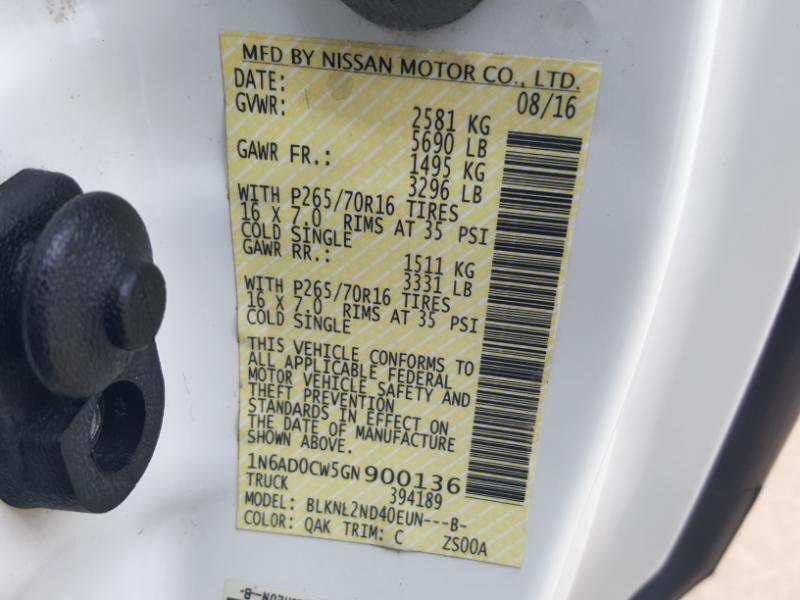 MFD BY NISSAN MOTOR CO., LTD.
DATE: 08/16
GVWR: 2581 KG
5690 LB
GAWR FR.: 1495 KG
3296 LB
WITH P265/70R16 TIRES
16 X 7.0 RIMS AT 35 PSI
COLD SINGLE
GAWR RR.: 1511 KG
3331 LB
WITH P265/70R16 TIRES
16 X 7.0 RIMS AT 35 PSI
COLD SINGLE
THIS VEHICLE CONFORMS TO
ALL APPLICABLE FEDERAL
MOTOR VEHICLE SAFETY AND
THEFT PREVENTION
STANDARDS IN EFFECT ON
THE DATE OF MANUFACTURE
SHOWN ABOVE.
1N6AD0CW5GN900136
TRUCK 394189
MODEL: BLKNL2ND40EUN---B-
COLOR: QAK TRIM: C ZS00A